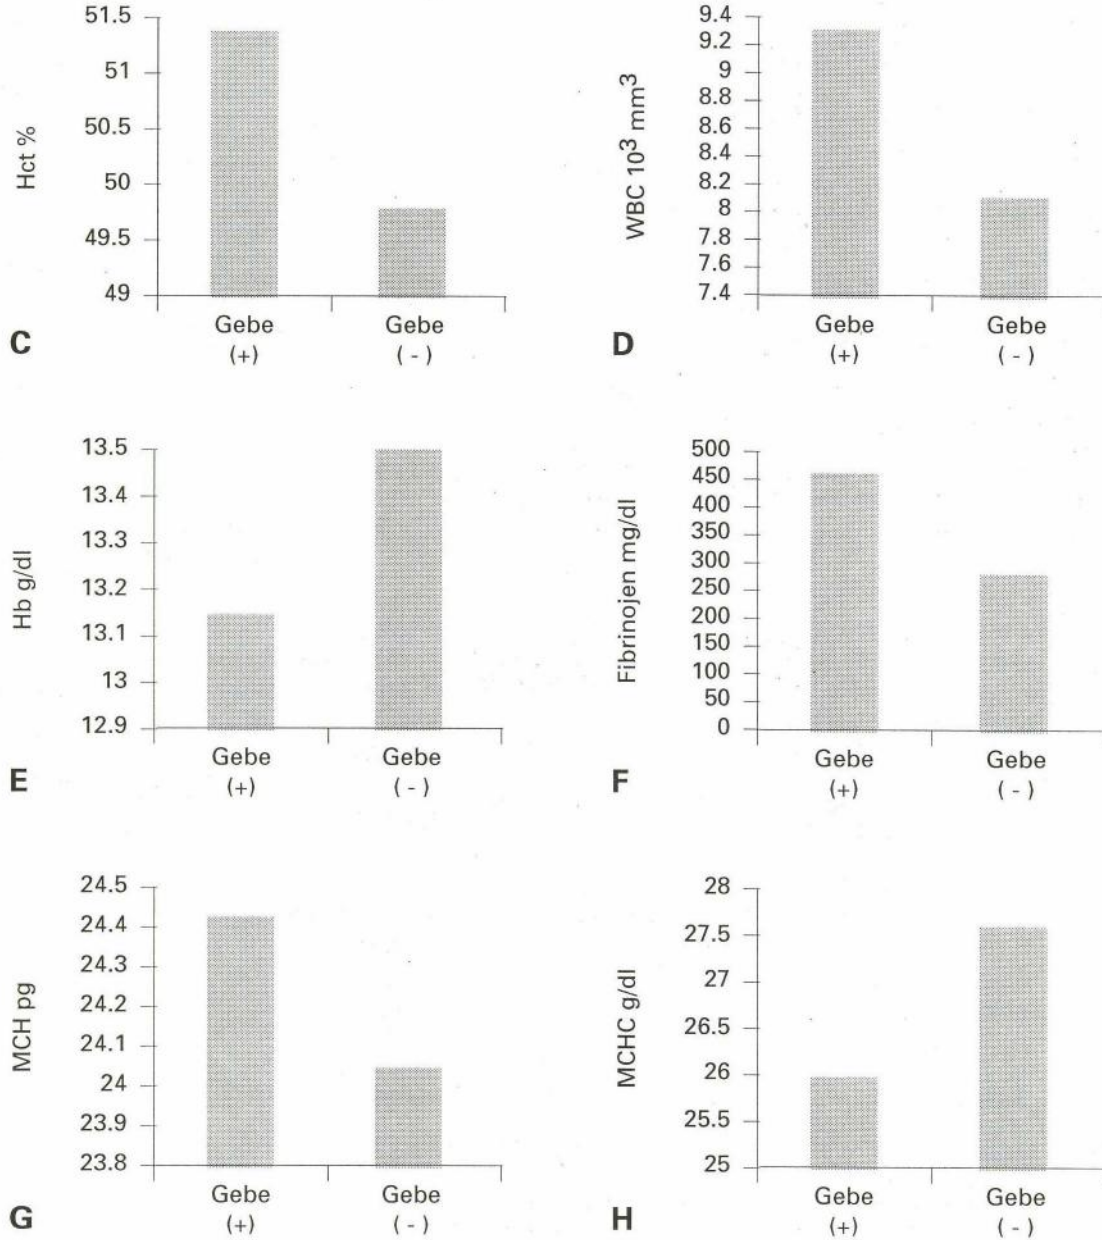 51.5
51
50.5
50
49.5
49
Hct %
Gebe Gebe
(+) ( - )
C
9.4
9.2
9
8.8
8.6
8.4
8.2
8
7.8
7.6
7.4
WBC 10³ mm³
Gebe Gebe
(+) ( - )
D
13.5
13.4
13.3
13.2
13.1
13
12.9
Hb g/dl
Gebe Gebe
(+) ( - )
E
500
450
400
350
300
250
200
150
100
50
0
Fibrinojen mg/dl
Gebe Gebe
(+) ( - )
F
24.5
24.4
24.3
24.2
24.1
24
23.9
23.8
MCH pg
Gebe Gebe
(+) ( - )
G
28
27.5
27
26.5
26
25.5
25
MCHC g/dl
Gebe Gebe
(+) ( - )
H